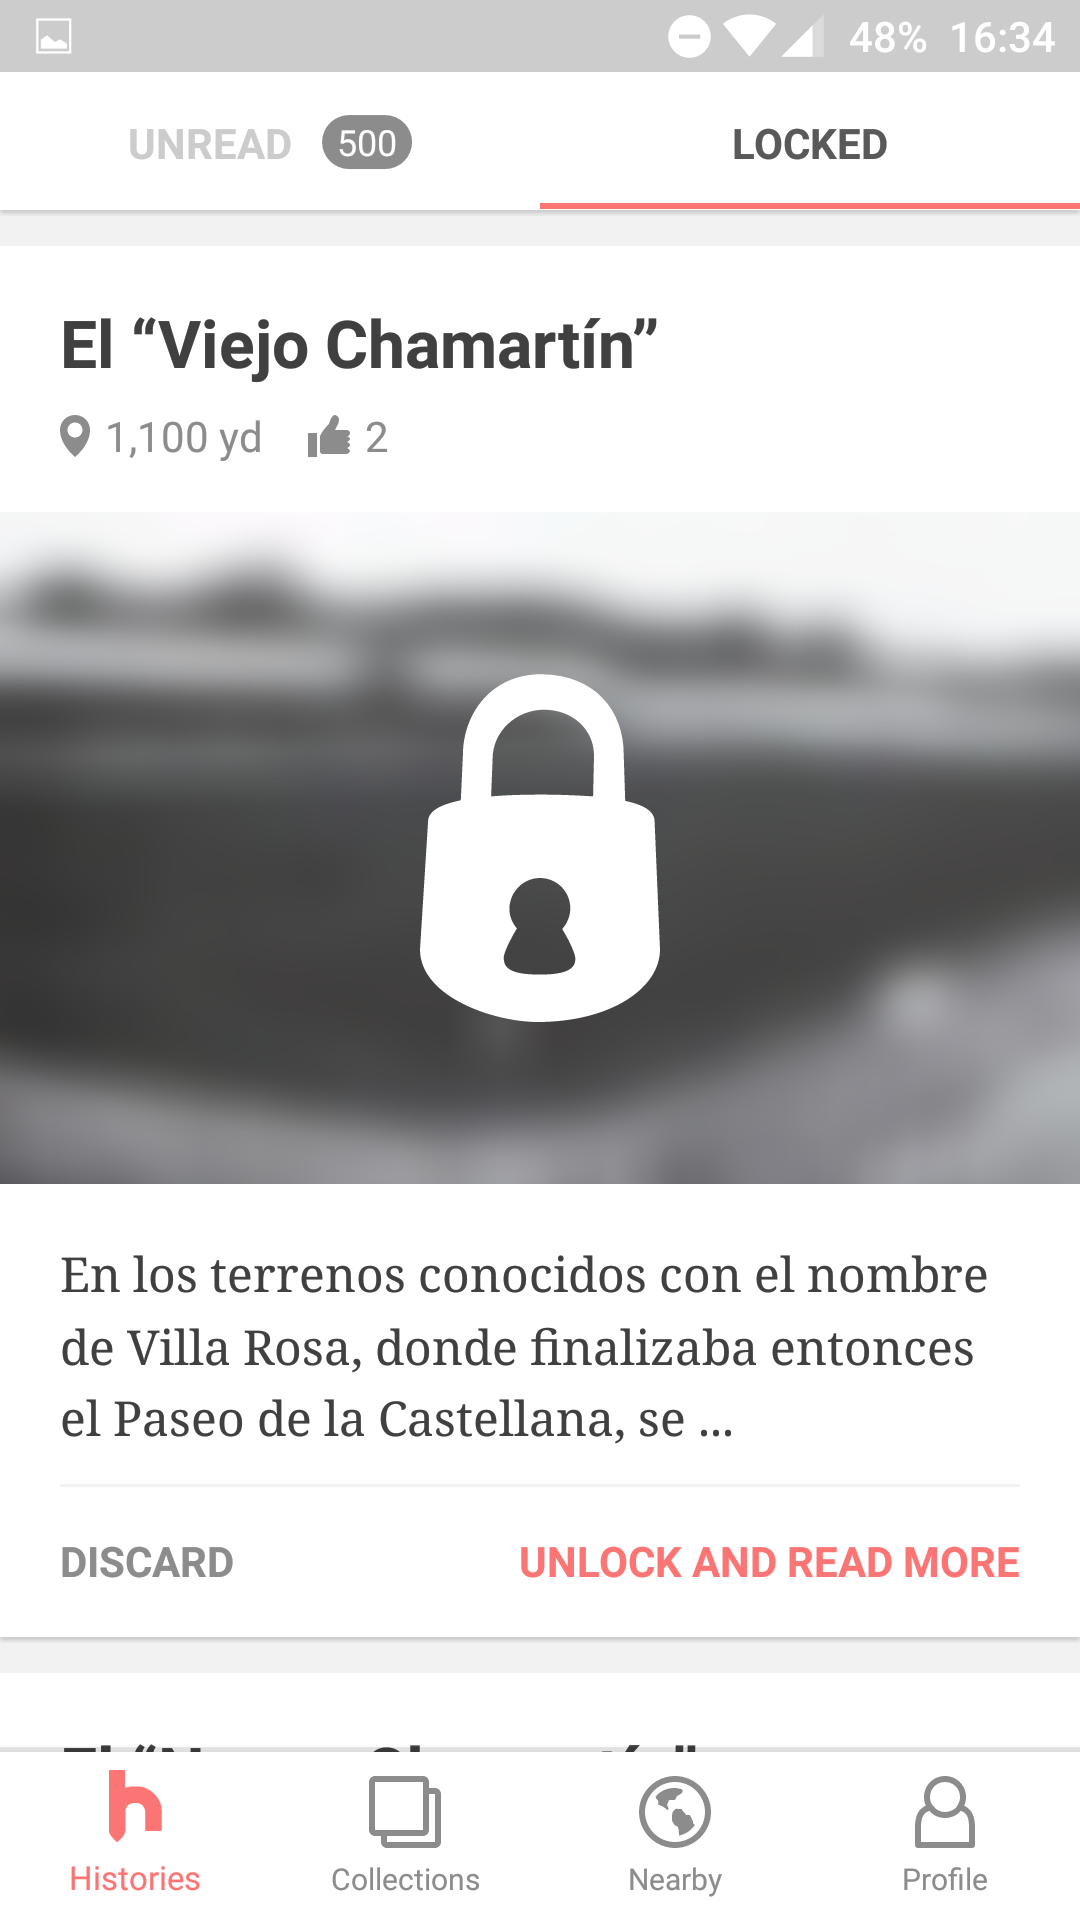 48% 16:34
UNREAD 500 LOCKED
El “Viejo Chamartín”
1,100 yd 2
En los terrenos conocidos con el nombre
de Villa Rosa, donde finalizaba entonces
el Paseo de la Castellana, se ...
DISCARD UNLOCK AND READ MORE
Histories Collections Nearby Profile